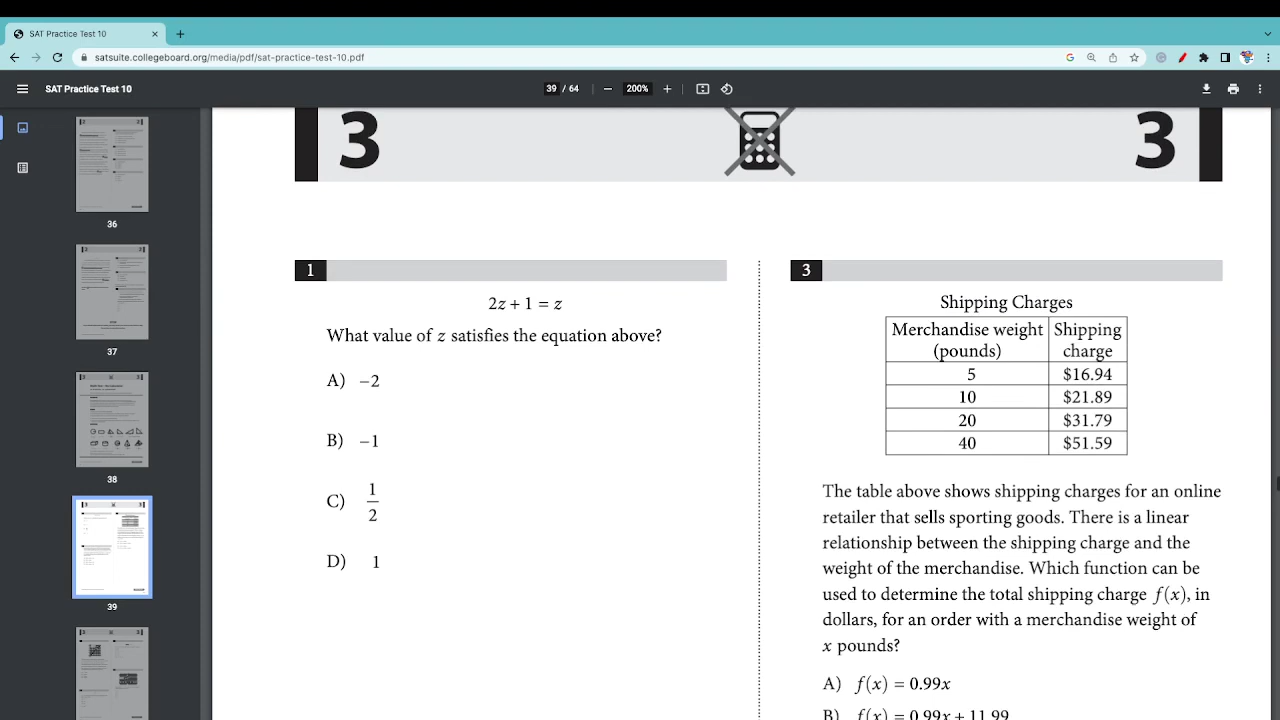 SAT Practice Test 10
satsuite.collegeboard.org/media/pdf/sat-practice-test-10.pdf
SAT Practice Test 10
39 / 64
200%
36
37
38
39
3
3
1
2z + 1 = z
What value of z satisfies the equation above?
A) −2
B) −1
C) 1/2
D) 1
3
Shipping Charges
Merchandise weight (pounds) Shipping charge
5 $16.94
10 $21.89
20 $31.79
40 $51.59
The table above shows shipping charges for an online
retailer that sells sporting goods. There is a linear
relationship between the shipping charge and the
weight of the merchandise. Which function can be
used to determine the total shipping charge f(x), in
dollars, for an order with a merchandise weight of
x pounds?
A) f(x) = 0.99x
B) f(x) = 0.99x + 11.99